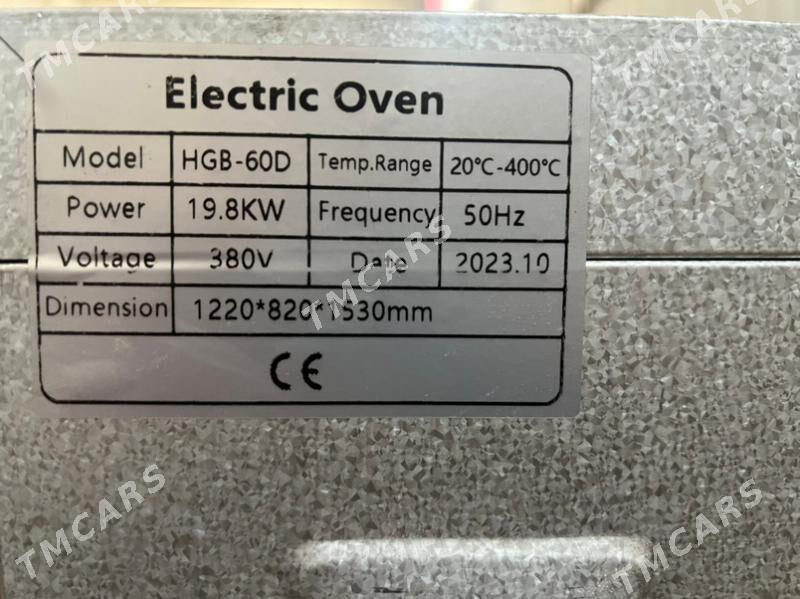 TMCARS
TMCARS
Electric Oven
Model HGB-60D Temp.Range 20°C-400°C
Power 19.8KW Frequency 50Hz
Voltage 380V Date 2023.10
Dimension 1220*820*1530mm
TMCARS
CE
TMCARS
TMCARS